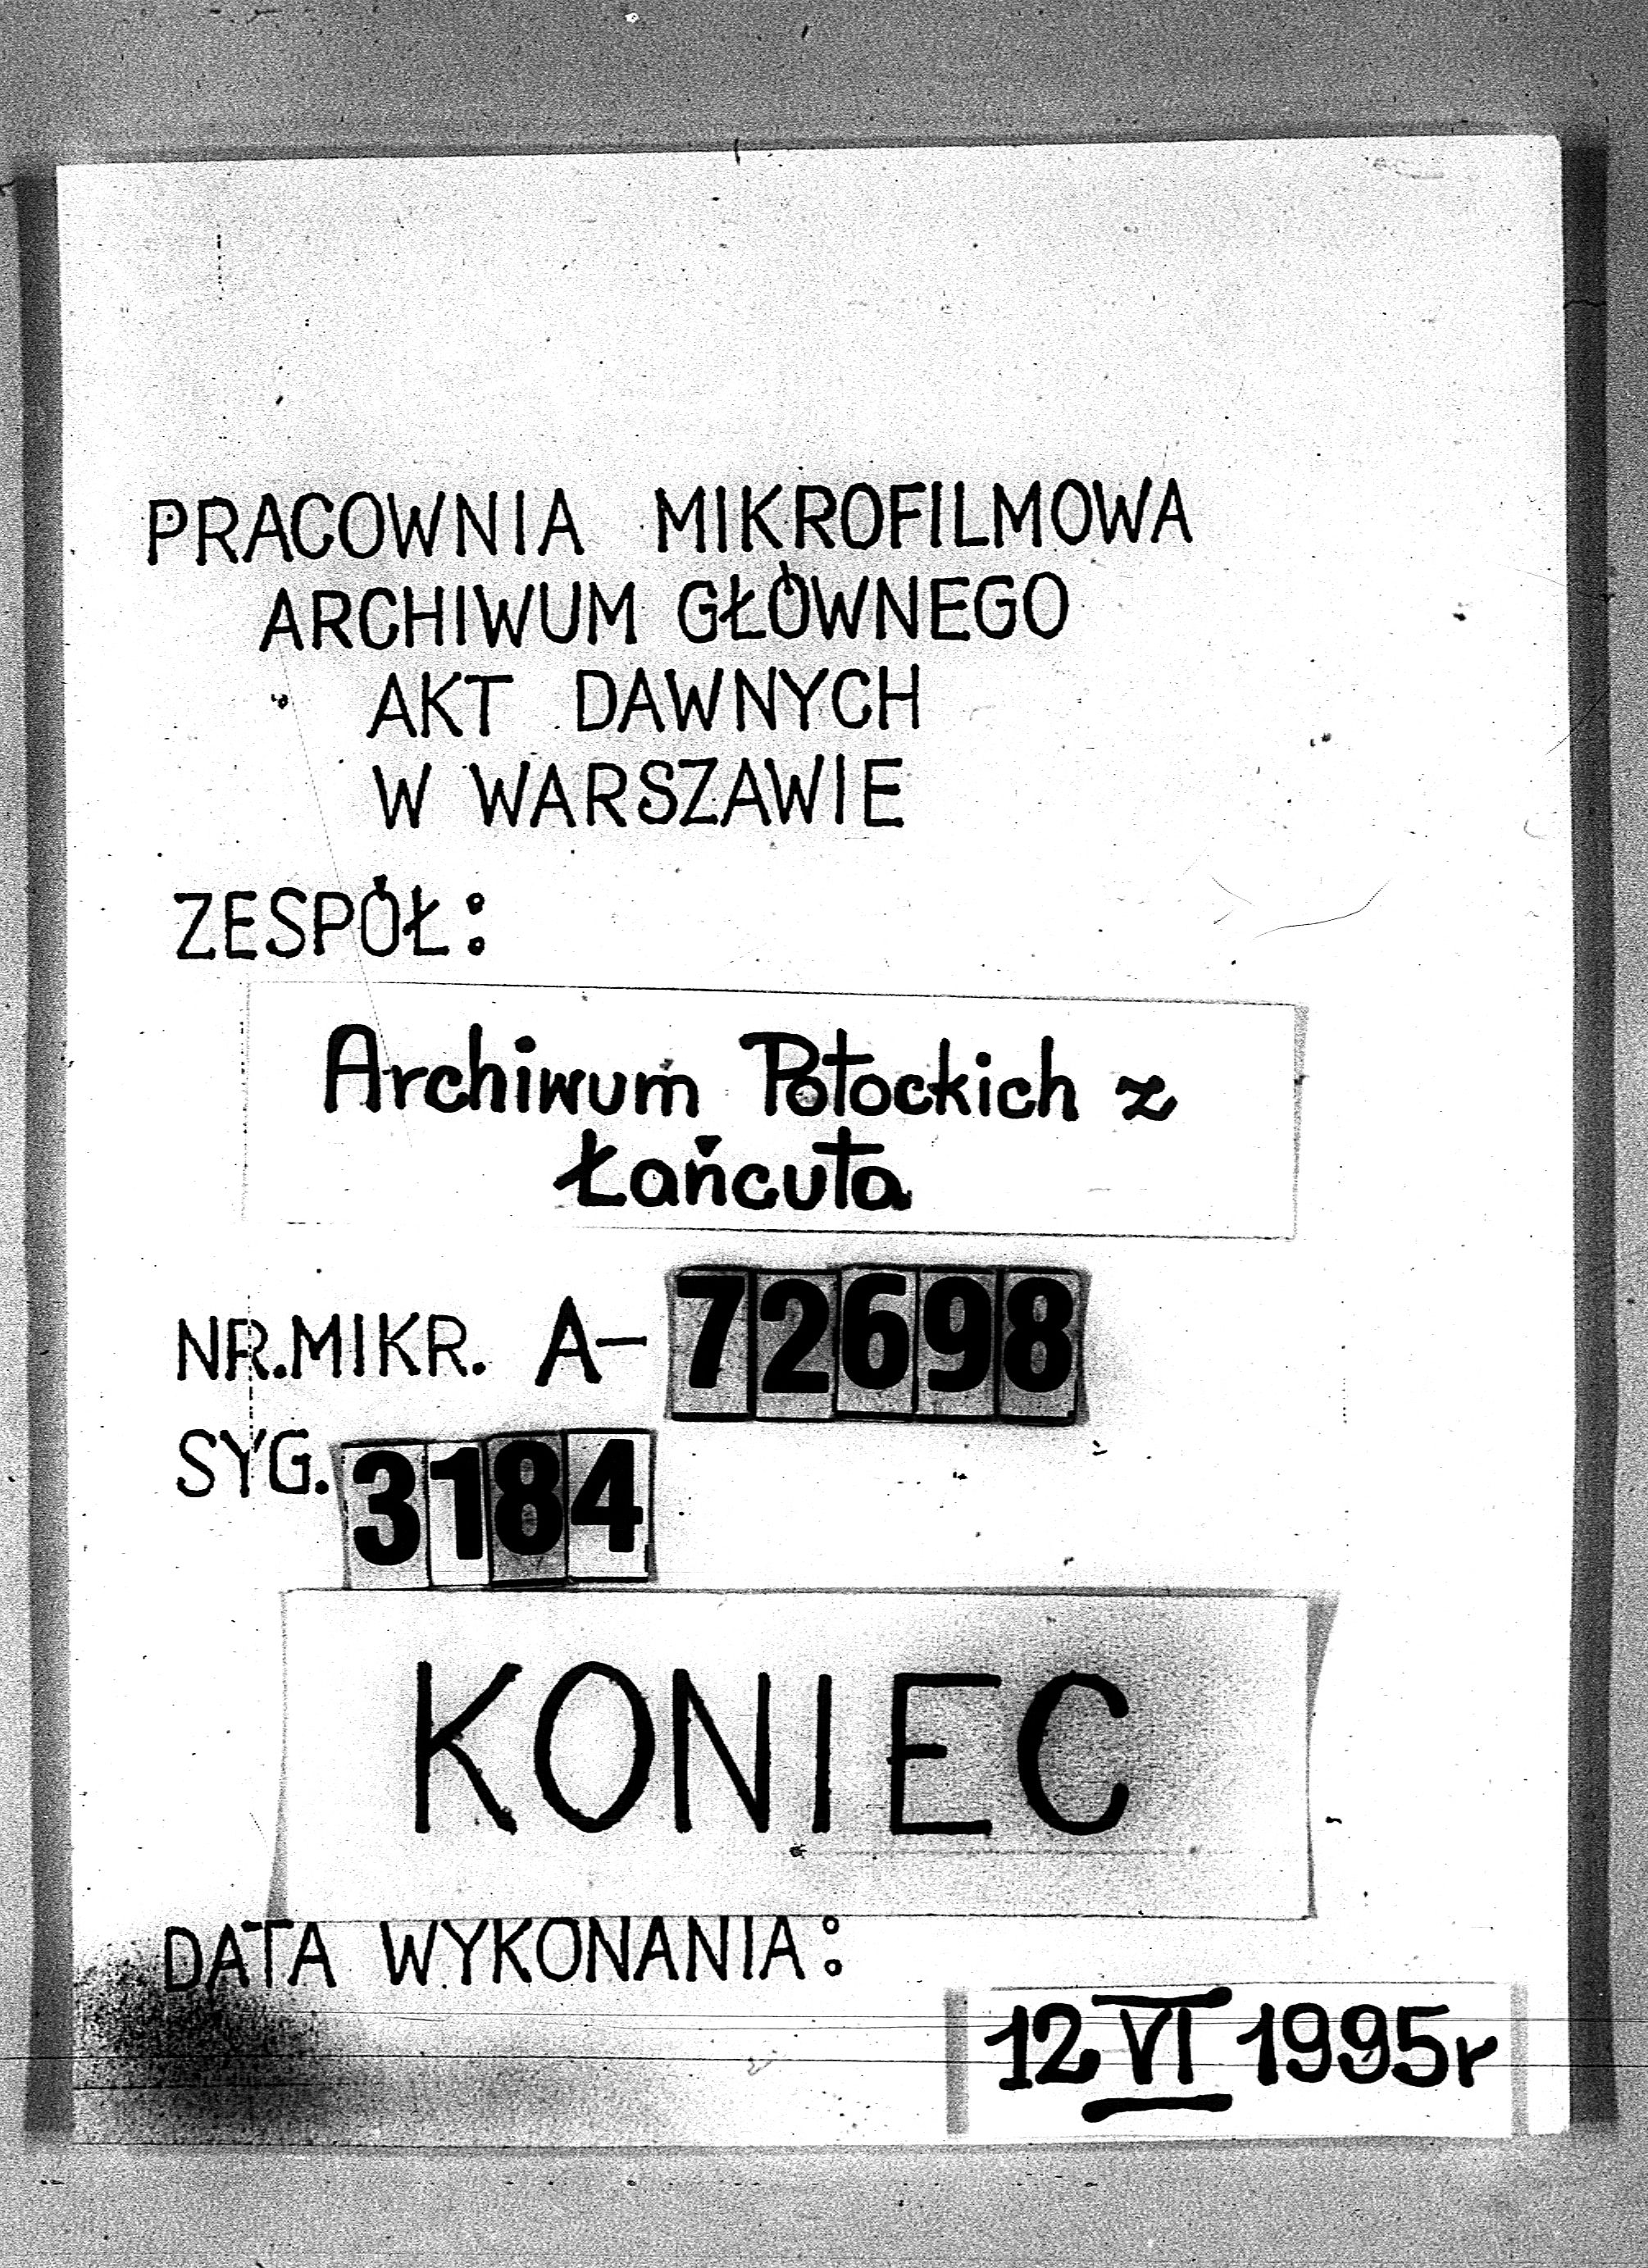 PRACOWNIA MIKROFILMOWA
ARCHIWUM GŁÓWNEGO
AKT DAWNYCH
W WARSZAWIE
ZESPÓŁ:
Archiwum Potockich z
Łańcuta
NR.MIKR. A-72698
SYG. 3184
KONIEC
DATA WYKONANIA:
12 VI 1995r